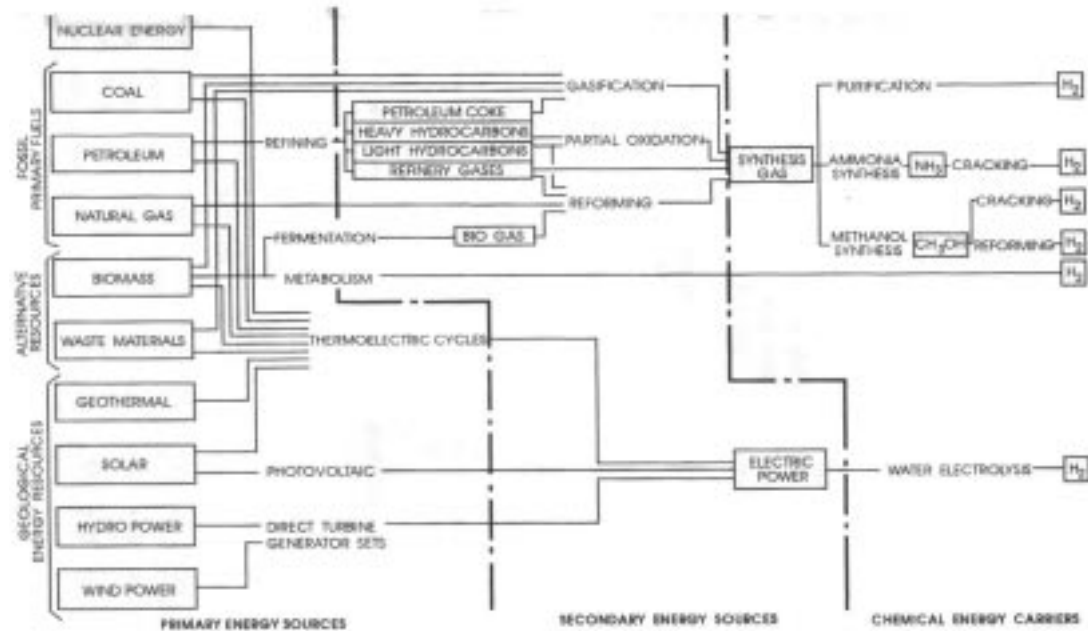 NUCLEAR ENERGY
FOSSIL
PRIMARY FUELS
COAL
PETROLEUM
NATURAL GAS
REFINING
PETROLEUM COKE
HEAVY HYDROCARBONS
LIGHT HYDROCARBONS
REFINERY GASES
GASIFICATION
PARTIAL OXIDATION
REFORMING
FERMENTATION
BIO GAS
SYNTHESIS
GAS
PURIFICATION
H2
AMMONIA
SYNTHESIS
NH3
CRACKING
H2
CRACKING
H2
METHANOL
SYNTHESIS
CH3OH
REFORMING
H2
ALTERNATIVE
RESOURCES
BIOMASS
METABOLISM
H2
WASTE MATERIALS
THERMOELECTRIC CYCLES
GEOLOGICAL
ENERGY RESOURCES
GEOTHERMAL
SOLAR
PHOTOVOLTAIC
ELECTRIC
POWER
WATER ELECTROLYSIS
H2
HYDRO POWER
DIRECT TURBINE
GENERATOR SETS
WIND POWER
PRIMARY ENERGY SOURCES
SECONDARY ENERGY SOURCES
CHEMICAL ENERGY CARRIERS